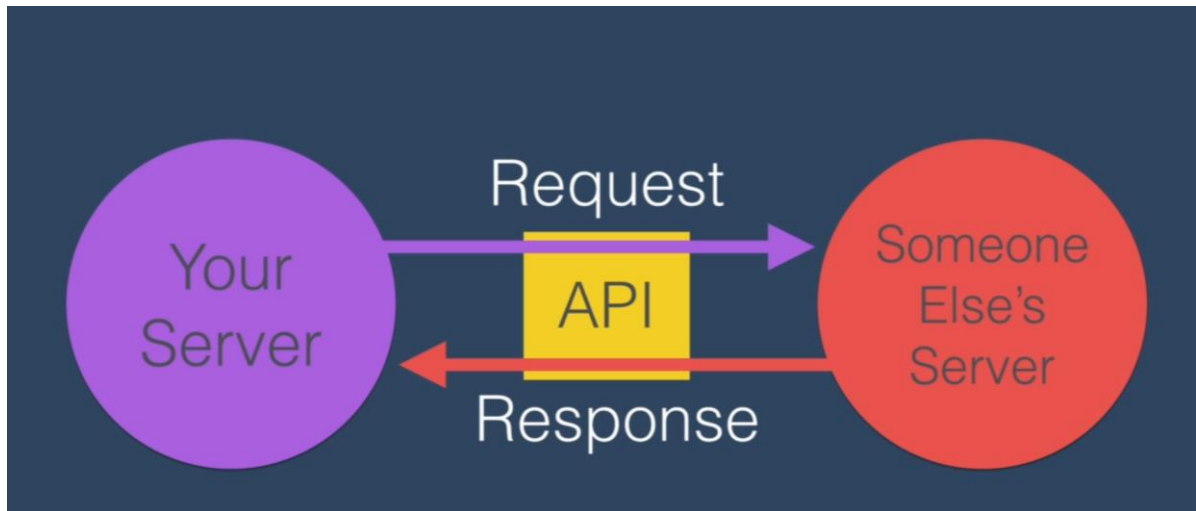 Request
Your
Server
API
Someone
Else's
Server
Response